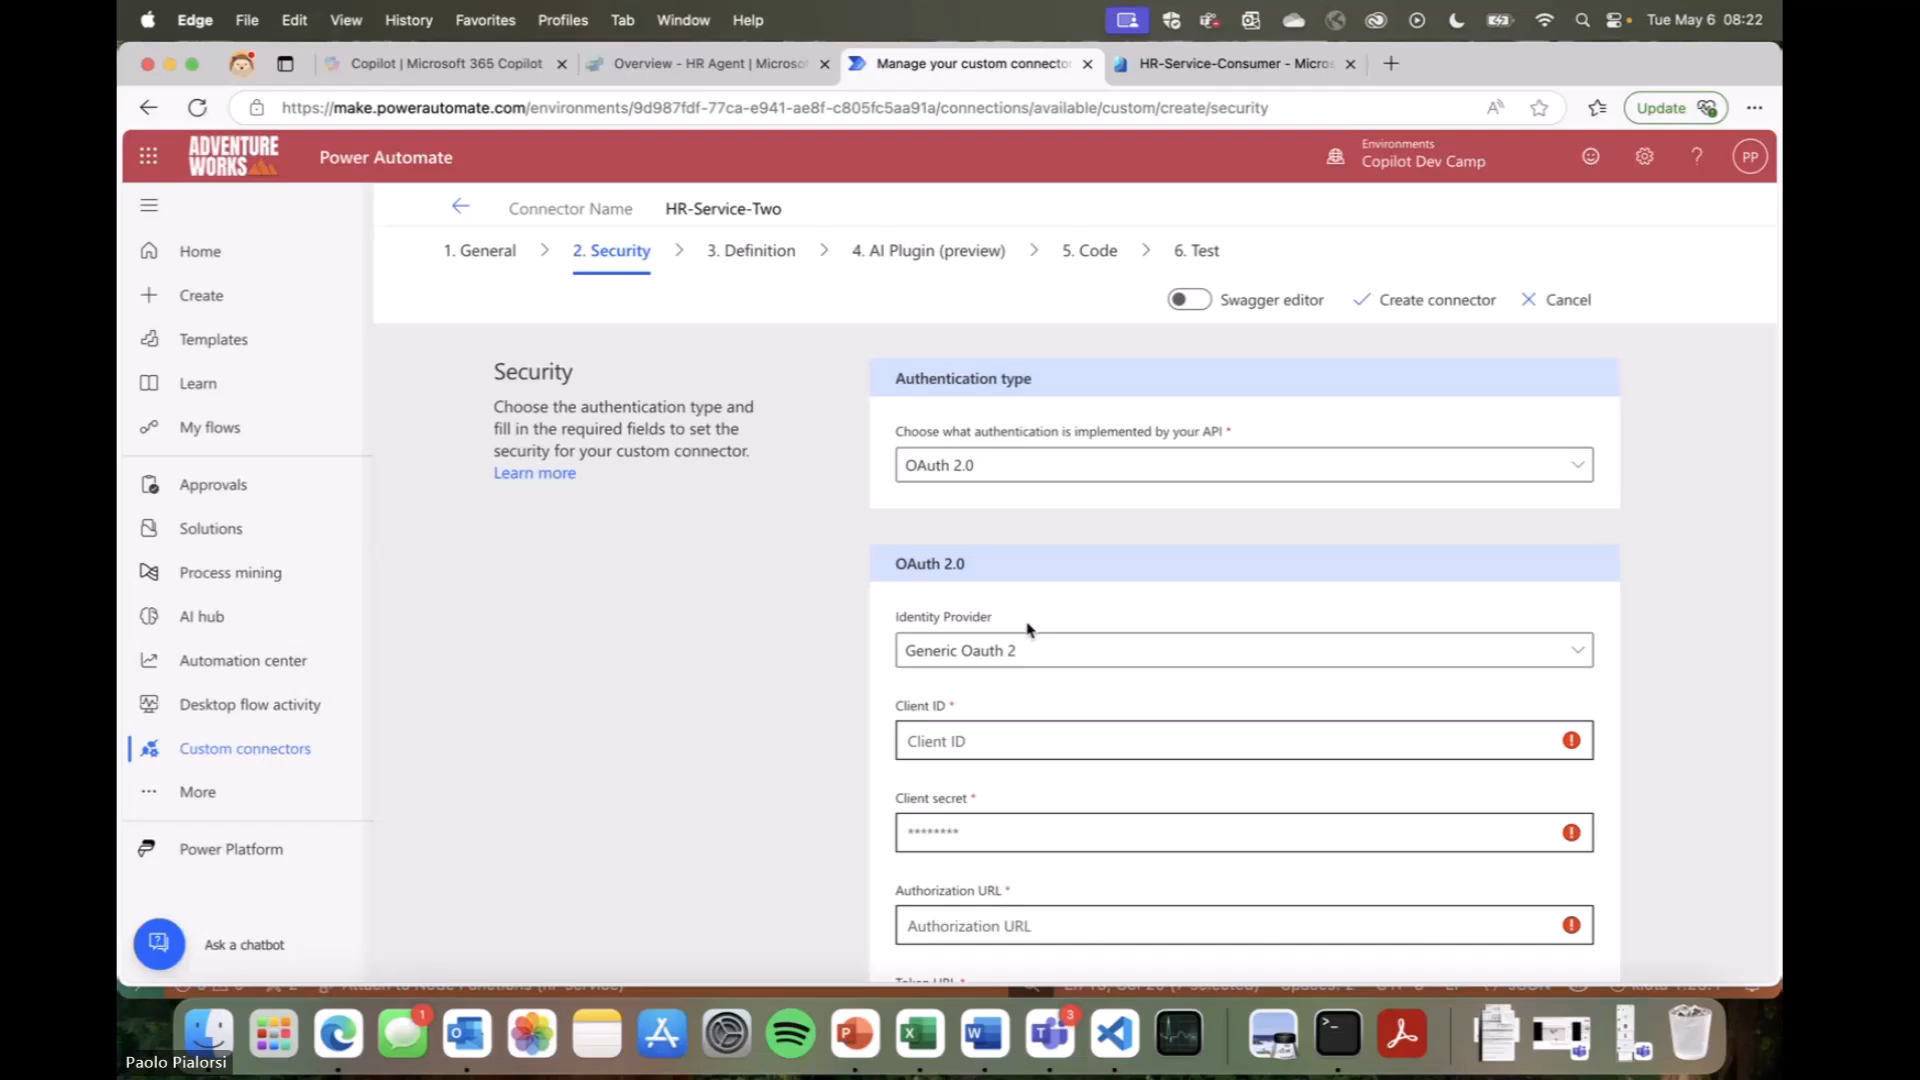 Edge File Edit View History Favorites Profiles Tab Window Help
Tue May 6 08:22
Copilot | Microsoft 365 Copilot
Overview - HR Agent | Microsof
Manage your custom connecto
HR-Service-Consumer - Micros
https://make.powerautomate.com/environments/9d987fdf-77ca-e941-ae8f-c805fc5aa91a/connections/available/custom/create/security
Update
ADVENTURE
WORKS
Power Automate
Environments
Copilot Dev Camp
PP
Connector Name HR-Service-Two
1. General
2. Security
3. Definition
4. AI Plugin (preview)
5. Code
6. Test
Swagger editor
Create connector
Cancel
Home
Create
Templates
Learn
My flows
Approvals
Solutions
Process mining
AI hub
Automation center
Desktop flow activity
Custom connectors
More
Power Platform
Ask a chatbot
Security
Choose the authentication type and
fill in the required fields to set the
security for your custom connector.
Learn more
Authentication type
Choose what authentication is implemented by your API *
OAuth 2.0
OAuth 2.0
Identity Provider
Generic Oauth 2
Client ID *
Client ID
Client secret *
********
Authorization URL *
Authorization URL
Token URL *
1
3
Paolo Pialorsi